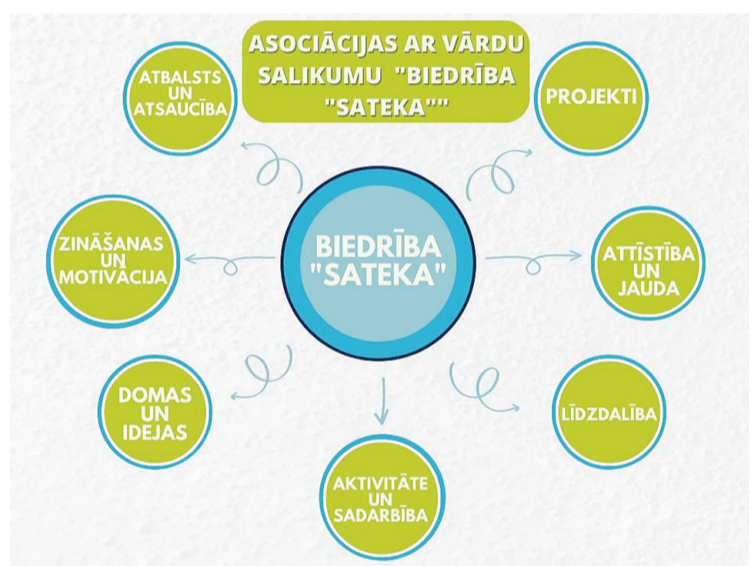 ASOCIĀCIJAS AR VĀRDU
SALIKUMU "BIEDRĪBA
"SATEKA""
ATBALSTS
UN
ATSAUCĪBA
PROJEKTI
ZINĀŠANAS
UN
MOTIVĀCIJA
BIEDRĪBA
"SATEKA"
ATTĪSTĪBA
UN
JAUDA
DOMAS
UN
IDEJAS
LĪDZDALĪBA
AKTIVITĀTE
UN
SADARBĪBA